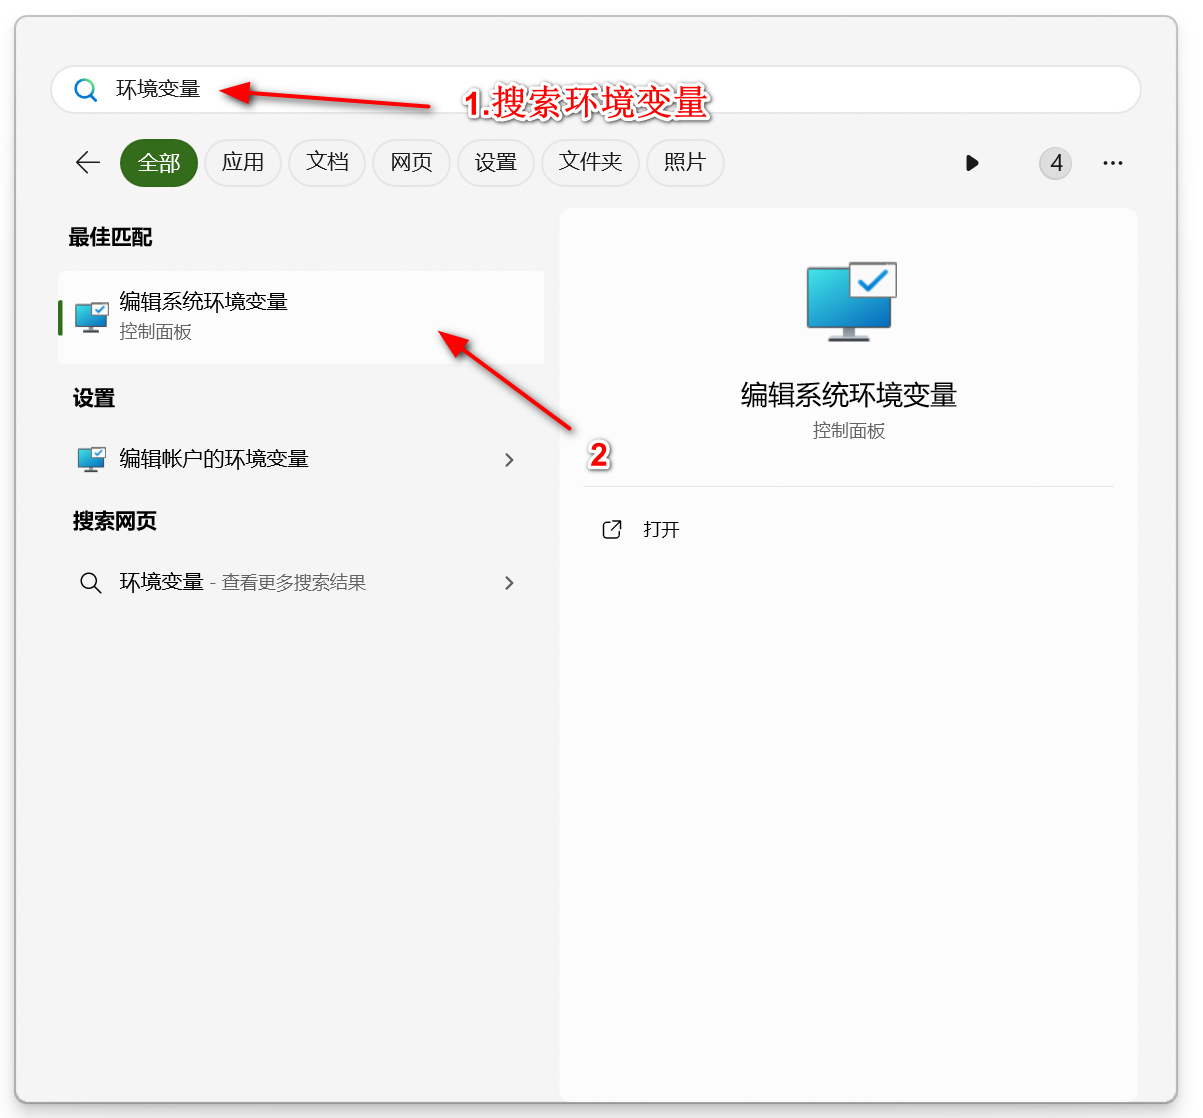 环境变量
1.搜索环境变量
全部 应用 文档 网页 设置 文件夹 照片 4 ...
最佳匹配
编辑系统环境变量
控制面板
2
设置
编辑帐户的环境变量
搜索网页
环境变量 - 查看更多搜索结果
编辑系统环境变量
控制面板
打开